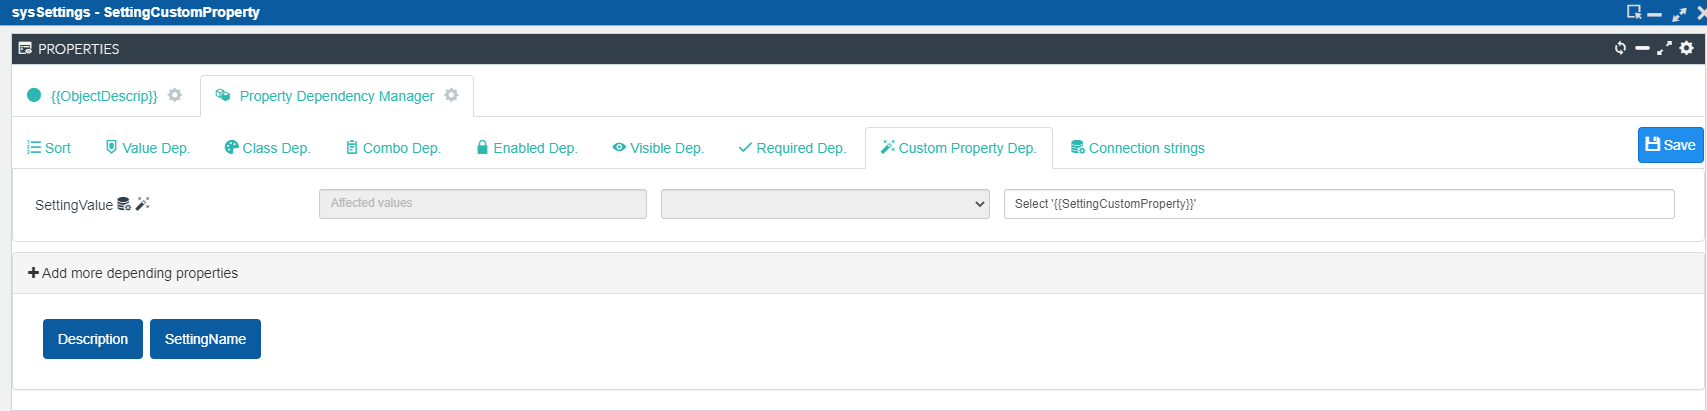 sysSettings - SettingCustomProperty
PROPERTIES
{{ObjectDescrip}} Property Dependency Manager
Sort Value Dep. Class Dep. Combo Dep. Enabled Dep. Visible Dep. Required Dep. Custom Property Dep. Connection strings Save
SettingValue Affected values Select '{{SettingCustomProperty}}'
Add more depending properties
Description SettingName